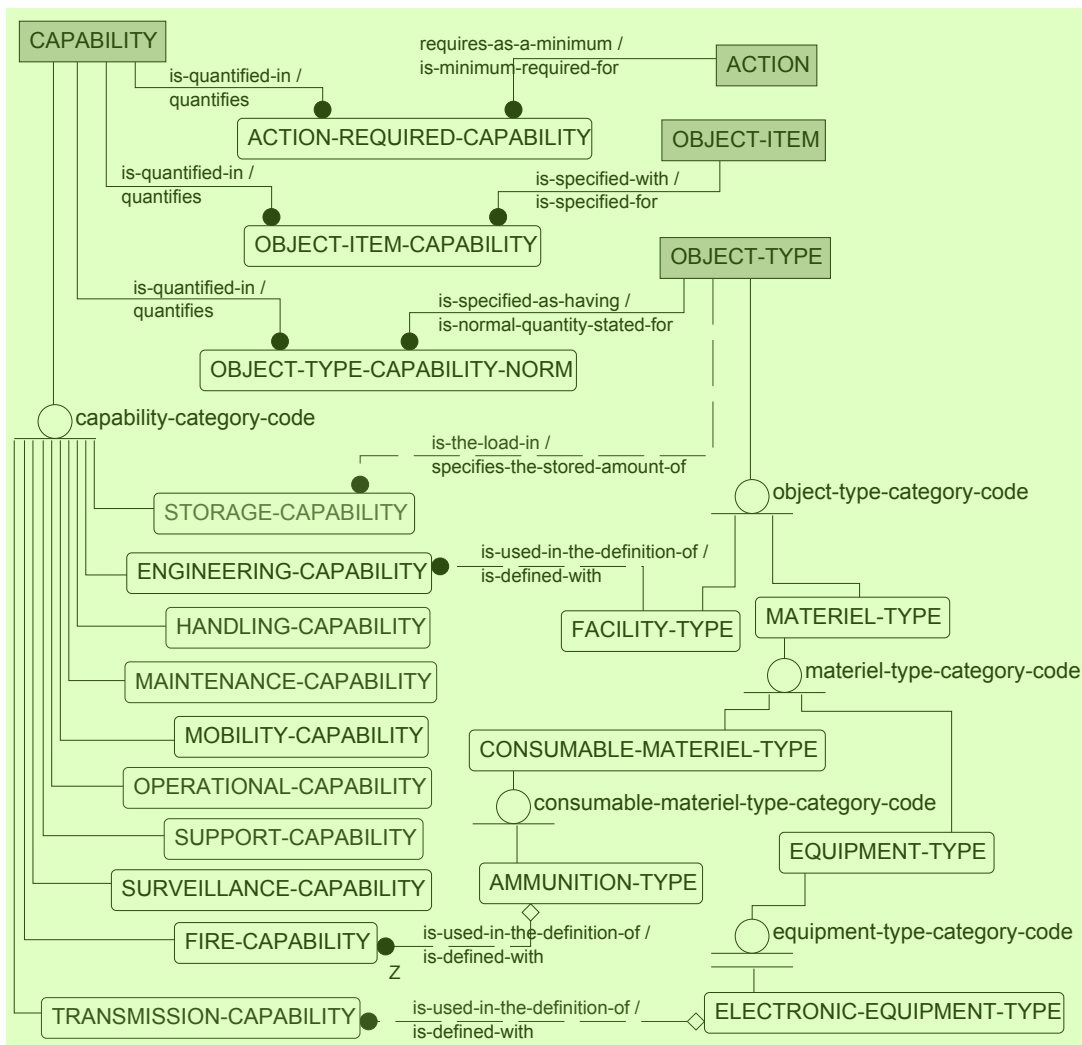 CAPABILITY
requires-as-a-minimum /
is-minimum-required-for
ACTION
is-quantified-in /
quantifies
ACTION-REQUIRED-CAPABILITY
OBJECT-ITEM
is-quantified-in /
quantifies
is-specified-with /
is-specified-for
OBJECT-ITEM-CAPABILITY
OBJECT-TYPE
is-quantified-in /
quantifies
is-specified-as-having /
is-normal-quantity-stated-for
OBJECT-TYPE-CAPABILITY-NORM
capability-category-code
is-the-load-in /
specifies-the-stored-amount-of
object-type-category-code
STORAGE-CAPABILITY
is-used-in-the-definition-of /
is-defined-with
ENGINEERING-CAPABILITY
HANDLING-CAPABILITY
FACILITY-TYPE
MATERIEL-TYPE
materiel-type-category-code
MAINTENANCE-CAPABILITY
MOBILITY-CAPABILITY
CONSUMABLE-MATERIEL-TYPE
OPERATIONAL-CAPABILITY
consumable-materiel-type-category-code
SUPPORT-CAPABILITY
EQUIPMENT-TYPE
SURVEILLANCE-CAPABILITY
AMMUNITION-TYPE
FIRE-CAPABILITY
Z
is-used-in-the-definition-of /
is-defined-with
equipment-type-category-code
TRANSMISSION-CAPABILITY
is-used-in-the-definition-of /
is-defined-with
ELECTRONIC-EQUIPMENT-TYPE